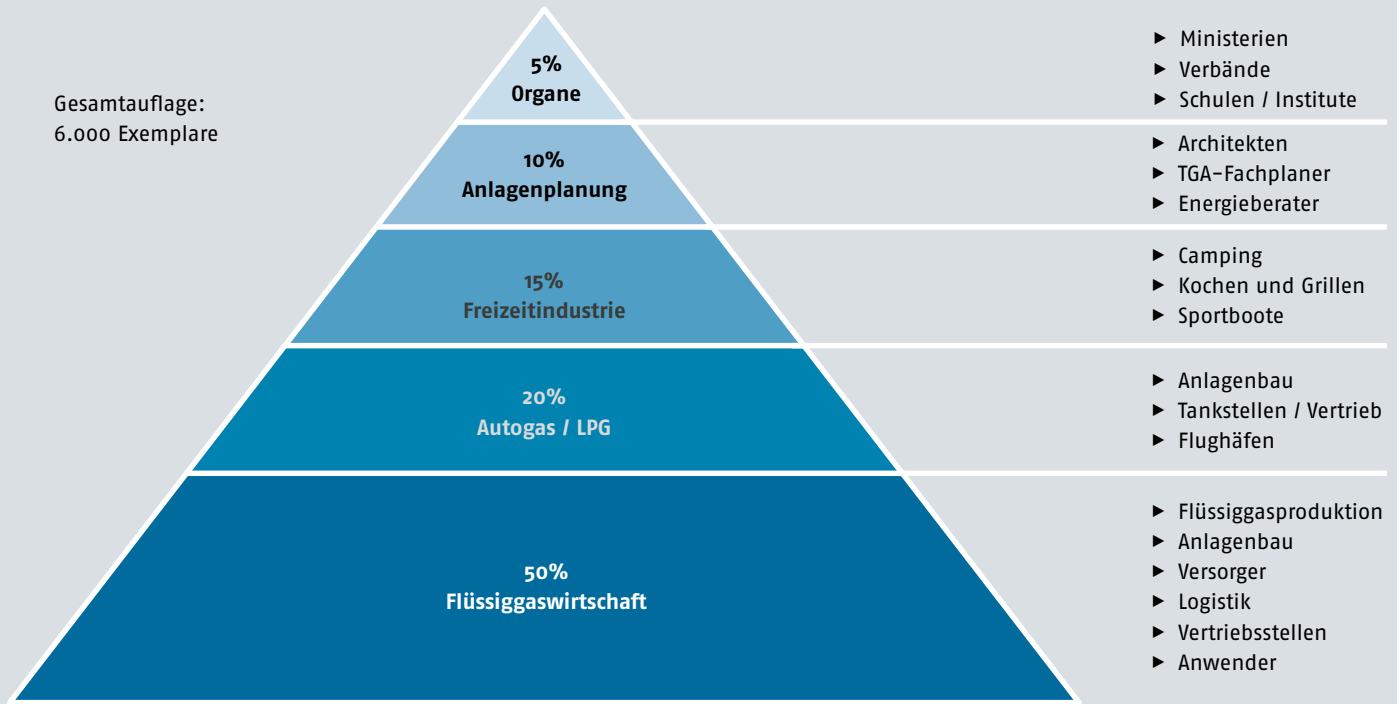 Gesamtauflage:
6.000 Exemplare
5%
Organe
▶ Ministerien
▶ Verbände
▶ Schulen / Institute
10%
Anlagenplanung
▶ Architekten
▶ TGA-Fachplaner
▶ Energieberater
15%
Freizeitindustrie
▶ Camping
▶ Kochen und Grillen
▶ Sportboote
20%
Autogas / LPG
▶ Anlagenbau
▶ Tankstellen / Vertrieb
▶ Flughäfen
50%
Flüssiggaswirtschaft
▶ Flüssiggasproduktion
▶ Anlagenbau
▶ Versorger
▶ Logistik
▶ Vertriebsstellen
▶ Anwender